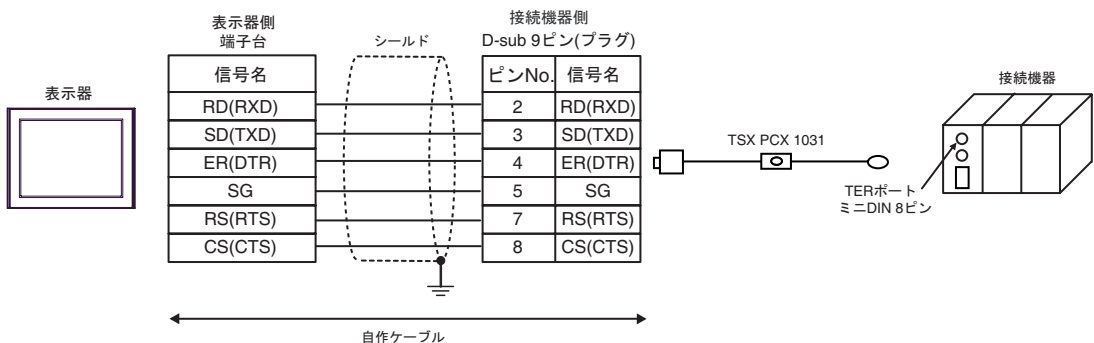 表示器
表示器側
端子台
シールド
接続機器側
D-sub 9ピン(プラグ)
信号名
ピンNo. 信号名
RD(RXD) 2 RD(RXD)
SD(TXD) 3 SD(TXD)
ER(DTR) 4 ER(DTR)
SG 5 SG
RS(RTS) 7 RS(RTS)
CS(CTS) 8 CS(CTS)
自作ケーブル
TSX PCX 1031
接続機器
TERポート
ミニDIN 8ピン